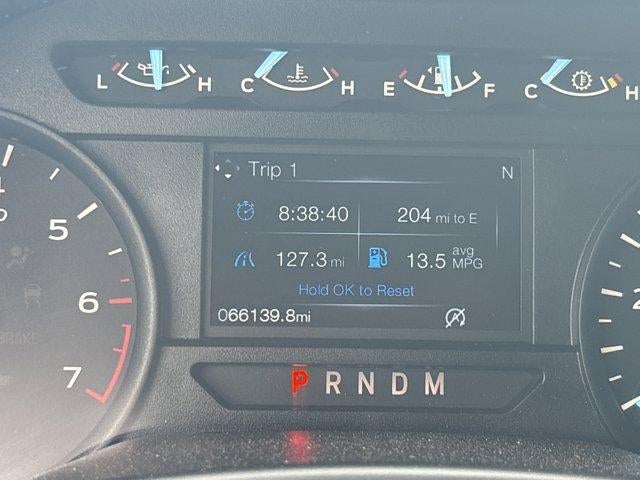 L H C H E F C H
Trip 1 N
8:38:40 204 mi to E
127.3 mi 13.5 avg MPG
Hold OK to Reset
066139.8mi
5
6
7
BRAKE
P R N D M